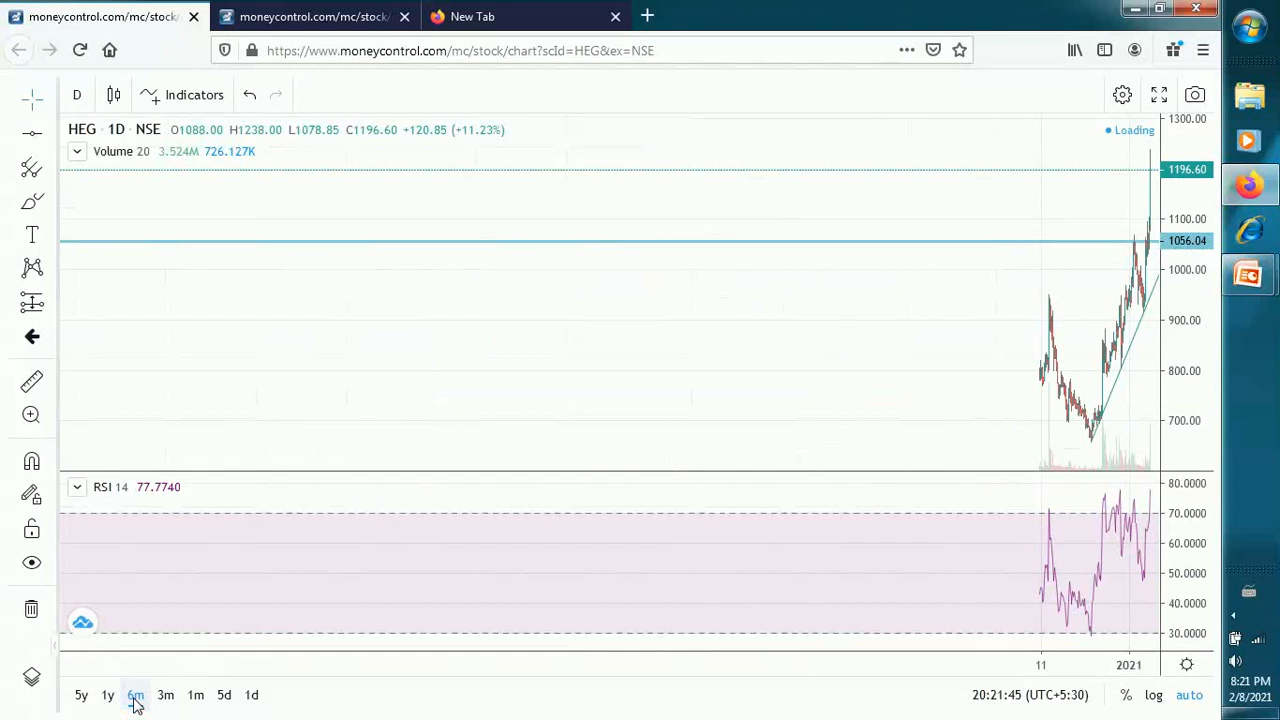 moneycontrol.com/mc/stock/
moneycontrol.com/mc/stock/
New Tab
https://www.moneycontrol.com/mc/stock/chart?scId=HEG&ex=NSE
D
Indicators
HEG · 1D · NSE O1088.00 H1238.00 L1078.85 C1196.60 +120.85 (+11.23%)
Loading
Volume 20 3.524M 726.127K
1300.00
1196.60
1100.00
1056.04
1000.00
900.00
800.00
700.00
RSI 14 77.7740
80.0000
70.0000
60.0000
50.0000
40.0000
30.0000
11 2021
5y 1y 6m 3m 1m 5d 1d
20:21:45 (UTC+5:30) % log auto
8:21 PM
2/8/2021